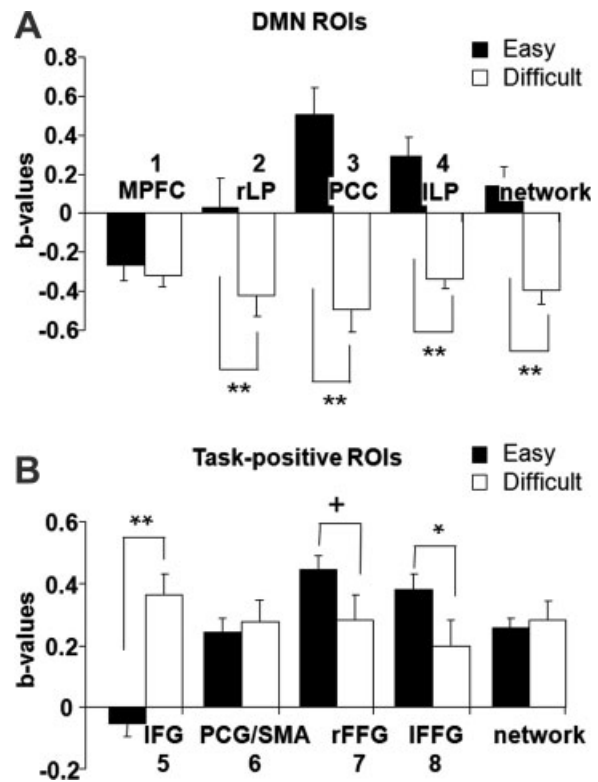 A
DMN ROIs
Easy
Difficult
0.8
0.6
0.4
0.2
0
-0.2
-0.4
-0.6
b-values
1 2 3 4
MPFC rLP PCC lLP network
** ** ** **
B
Task-positive ROIs
Easy
Difficult
0.6
0.4
0.2
0
-0.2
b-values
** + *
IFG PCG/SMA rFFG lFFG network
5 6 7 8